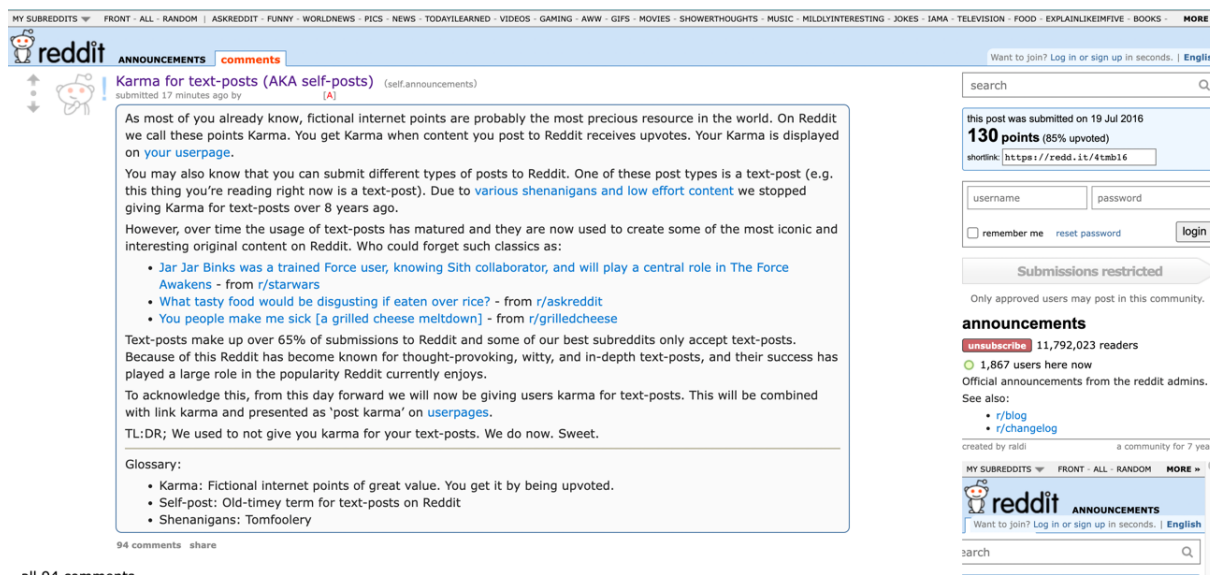 MY SUBREDDITS FRONT - ALL - RANDOM | ASKREDDIT - FUNNY - WORLDNEWS - PICS - NEWS - TODAYILEARNED - VIDEOS - GAMING - AWW - GIFS - MOVIES - SHOWERTHOUGHTS - MUSIC - MILDLYINTERESTING - JOKES - IAMA - TELEVISION - FOOD - EXPLAINLIKEIMFIVE - BOOKS - MORE
reddit ANNOUNCEMENTS comments
Want to join? Log in or sign up in seconds. | Englis
Karma for text-posts (AKA self-posts) (self.announcements)
submitted 17 minutes ago by [A]
As most of you already know, fictional internet points are probably the most precious resource in the world. On Reddit
we call these points Karma. You get Karma when content you post to Reddit receives upvotes. Your Karma is displayed
on your userpage.
You may also know that you can submit different types of posts to Reddit. One of these post types is a text-post (e.g.
this thing you're reading right now is a text-post). Due to various shenanigans and low effort content we stopped
giving Karma for text-posts over 8 years ago.
However, over time the usage of text-posts has matured and they are now used to create some of the most iconic and
interesting original content on Reddit. Who could forget such classics as:
• Jar Jar Binks was a trained Force user, knowing Sith collaborator, and will play a central role in The Force
Awakens - from r/starwars
• What tasty food would be disgusting if eaten over rice? - from r/askreddit
• You people make me sick [a grilled cheese meltdown] - from r/grilledcheese
Text-posts make up over 65% of submissions to Reddit and some of our best subreddits only accept text-posts.
Because of this Reddit has become known for thought-provoking, witty, and in-depth text-posts, and their success has
played a large role in the popularity Reddit currently enjoys.
To acknowledge this, from this day forward we will now be giving users karma for text-posts. This will be combined
with link karma and presented as 'post karma' on userpages.
TL:DR; We used to not give you karma for your text-posts. We do now. Sweet.
Glossary:
• Karma: Fictional internet points of great value. You get it by being upvoted.
• Self-post: Old-timey term for text-posts on Reddit
• Shenanigans: Tomfoolery
94 comments share
all 94 comments
search
this post was submitted on 19 Jul 2016
130 points (85% upvoted)
shortlink: https://redd.it/4tmb16
username password
remember me reset password login
Submissions restricted
Only approved users may post in this community.
announcements
unsubscribe 11,792,023 readers
1,867 users here now
Official announcements from the reddit admins.
See also:
• r/blog
• r/changelog
created by raldi a community for 7 yea
MY SUBREDDITS FRONT - ALL - RANDOM MORE »
reddit ANNOUNCEMENTS
Want to join? Log in or sign up in seconds. | English
earch